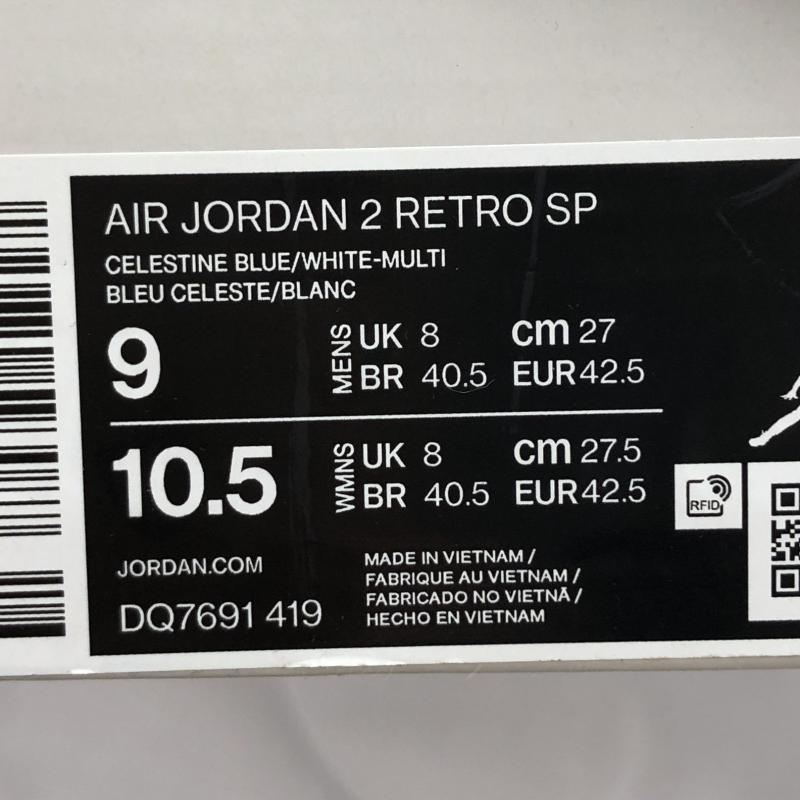 AIR JORDAN 2 RETRO SP
CELESTINE BLUE/WHITE-MULTI
BLEU CELESTE/BLANC
9 MENS UK 8 cm 27
BR 40.5 EUR 42.5
10.5 WMNS UK 8 cm 27.5
BR 40.5 EUR 42.5
RFID
JORDAN.COM
DQ7691 419
MADE IN VIETNAM /
FABRIQUE AU VIETNAM /
FABRICADO NO VIETNÃ /
HECHO EN VIETNAM